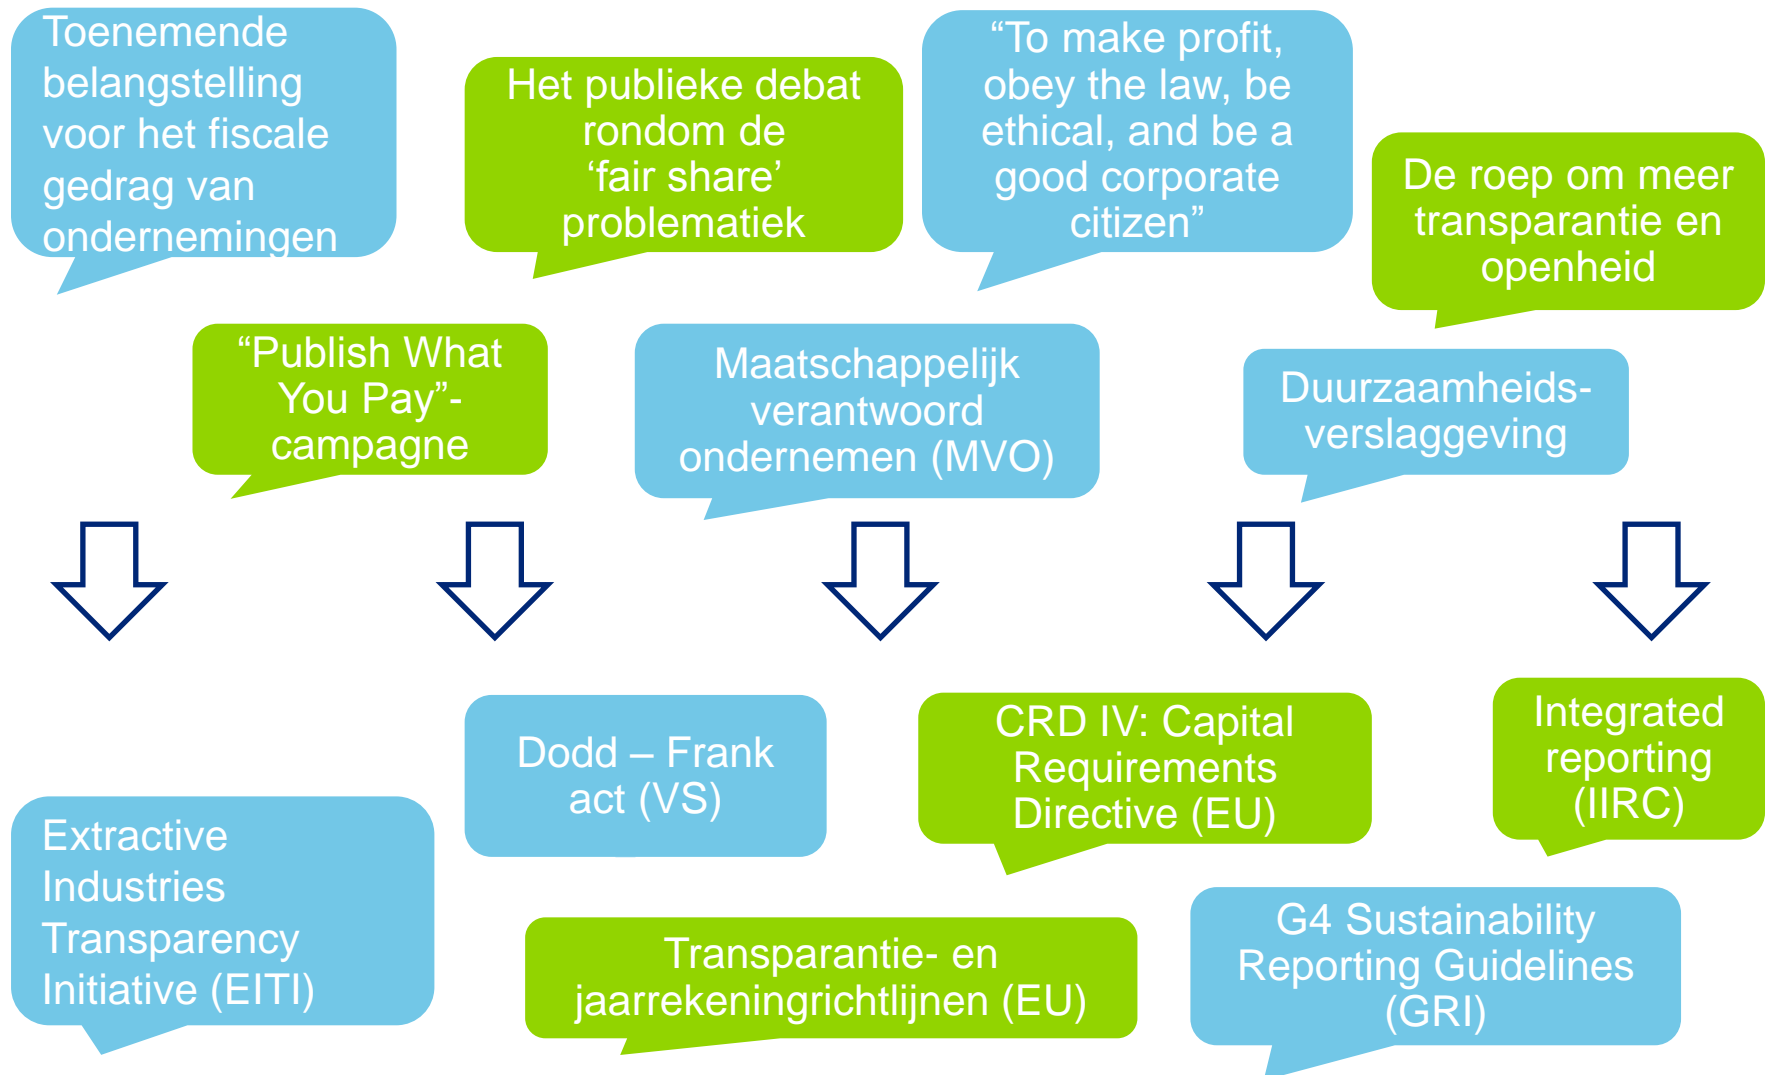 Toenemende
belangstelling
voor het fiscale
gedrag van
ondernemingen
Het publieke debat
rondom de
‘fair share’
problematiek
“To make profit,
obey the law, be
ethical, and be a
good corporate
citizen”
De roep om meer
transparantie en
openheid
“Publish What
You Pay”-
campagne
Maatschappelijk
verantwoord
ondernemen (MVO)
Duurzaamheids-
verslaggeving
Extractive
Industries
Transparency
Initiative (EITI)
Dodd – Frank
act (VS)
CRD IV: Capital
Requirements
Directive (EU)
Integrated
reporting
(IIRC)
Transparantie- en
jaarrekeningrichtlijnen (EU)
G4 Sustainability
Reporting Guidelines
(GRI)